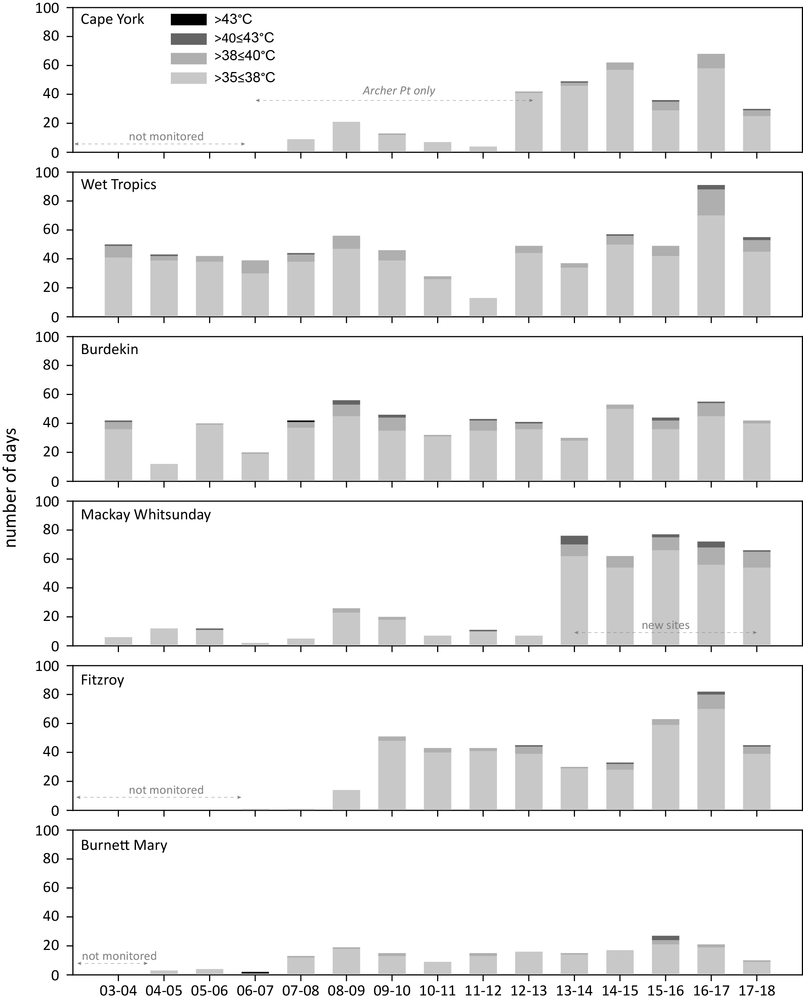 number of days
100
80
60
40
20
0
Cape York
>43°C
>40≤43°C
>38≤40°C
>35≤38°C
Archer Pt only
not monitored
100
80
60
40
20
0
Wet Tropics
100
80
60
40
20
0
Burdekin
100
80
60
40
20
0
Mackay Whitsunday
new sites
100
80
60
40
20
0
Fitzroy
not monitored
100
80
60
40
20
0
Burnett Mary
not monitored
03-04 04-05 05-06 06-07 07-08 08-09 09-10 10-11 11-12 12-13 13-14 14-15 15-16 16-17 17-18